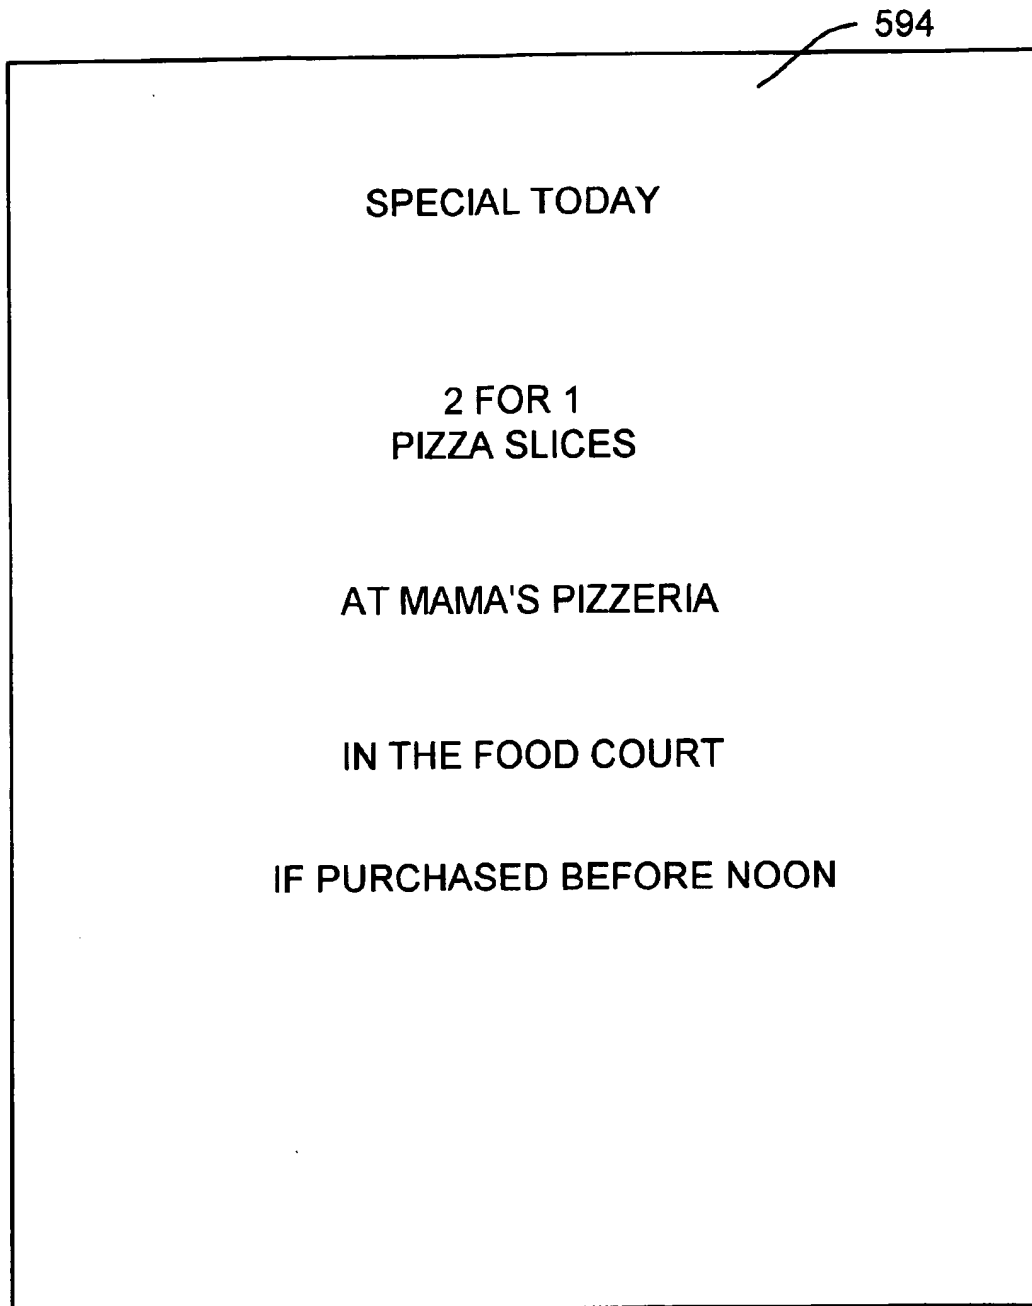 594
SPECIAL TODAY
2 FOR 1
PIZZA SLICES
AT MAMA'S PIZZERIA
IN THE FOOD COURT
IF PURCHASED BEFORE NOON